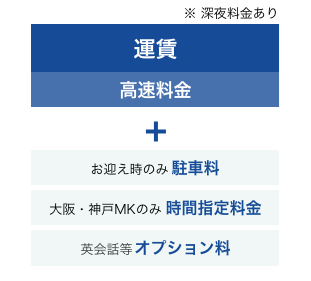 ※ 深夜料金あり
運賃
高速料金
+
お迎え時のみ 駐車料
大阪・神戸MKのみ 時間指定料金
英会話等オプション料